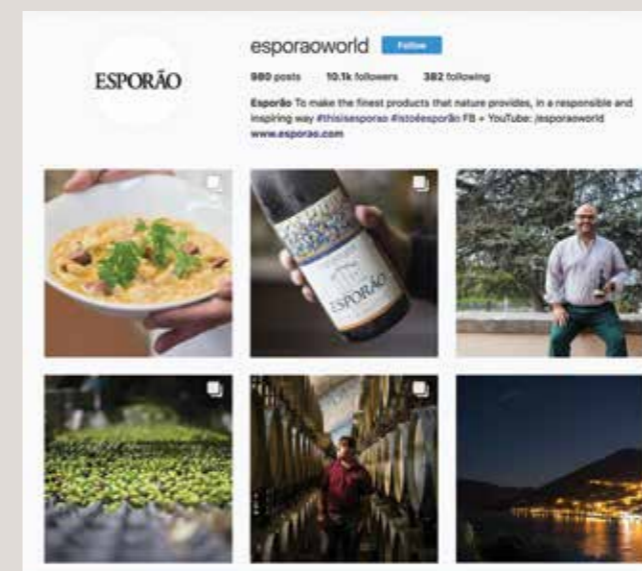 esporaoworld Follow
ESPORÃO
980 posts 10.1k followers 382 following
Esporão To make the finest products that nature provides, in a responsible and
inspiring way #thisisesporao #istoéesporão FB + YouTube: /esporaoworld
www.esporao.com
ESPORÃO